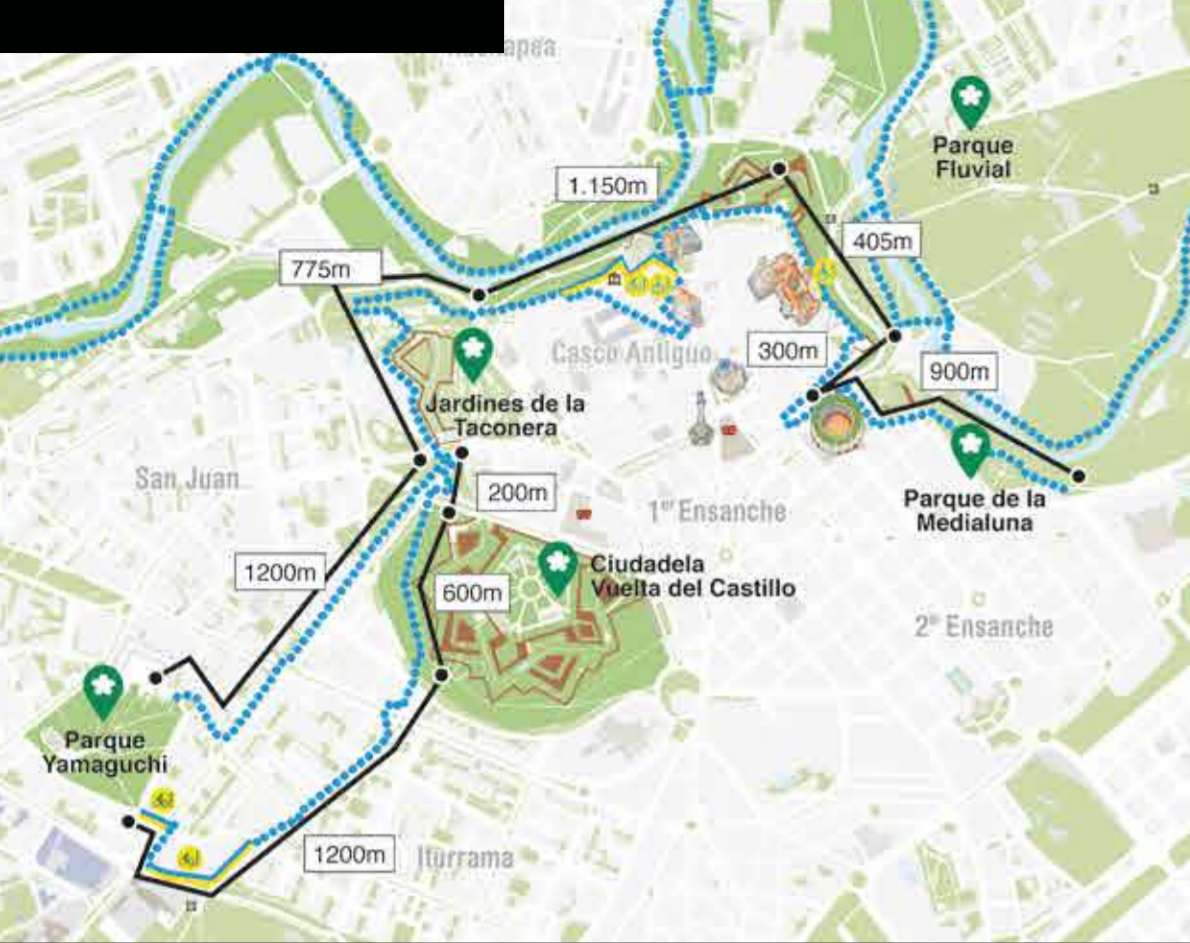 Parque
Fluvial
1.150m
405m
775m
Casco Antiguo
300m
900m
Jardines de la
Taconera
San Juan
200m
1er Ensanche
Parque de la
Medialuna
Ciudadela
Vuelta del Castillo
1200m
600m
2º Ensanche
Parque
Yamaguchi
1200m
Iturrama